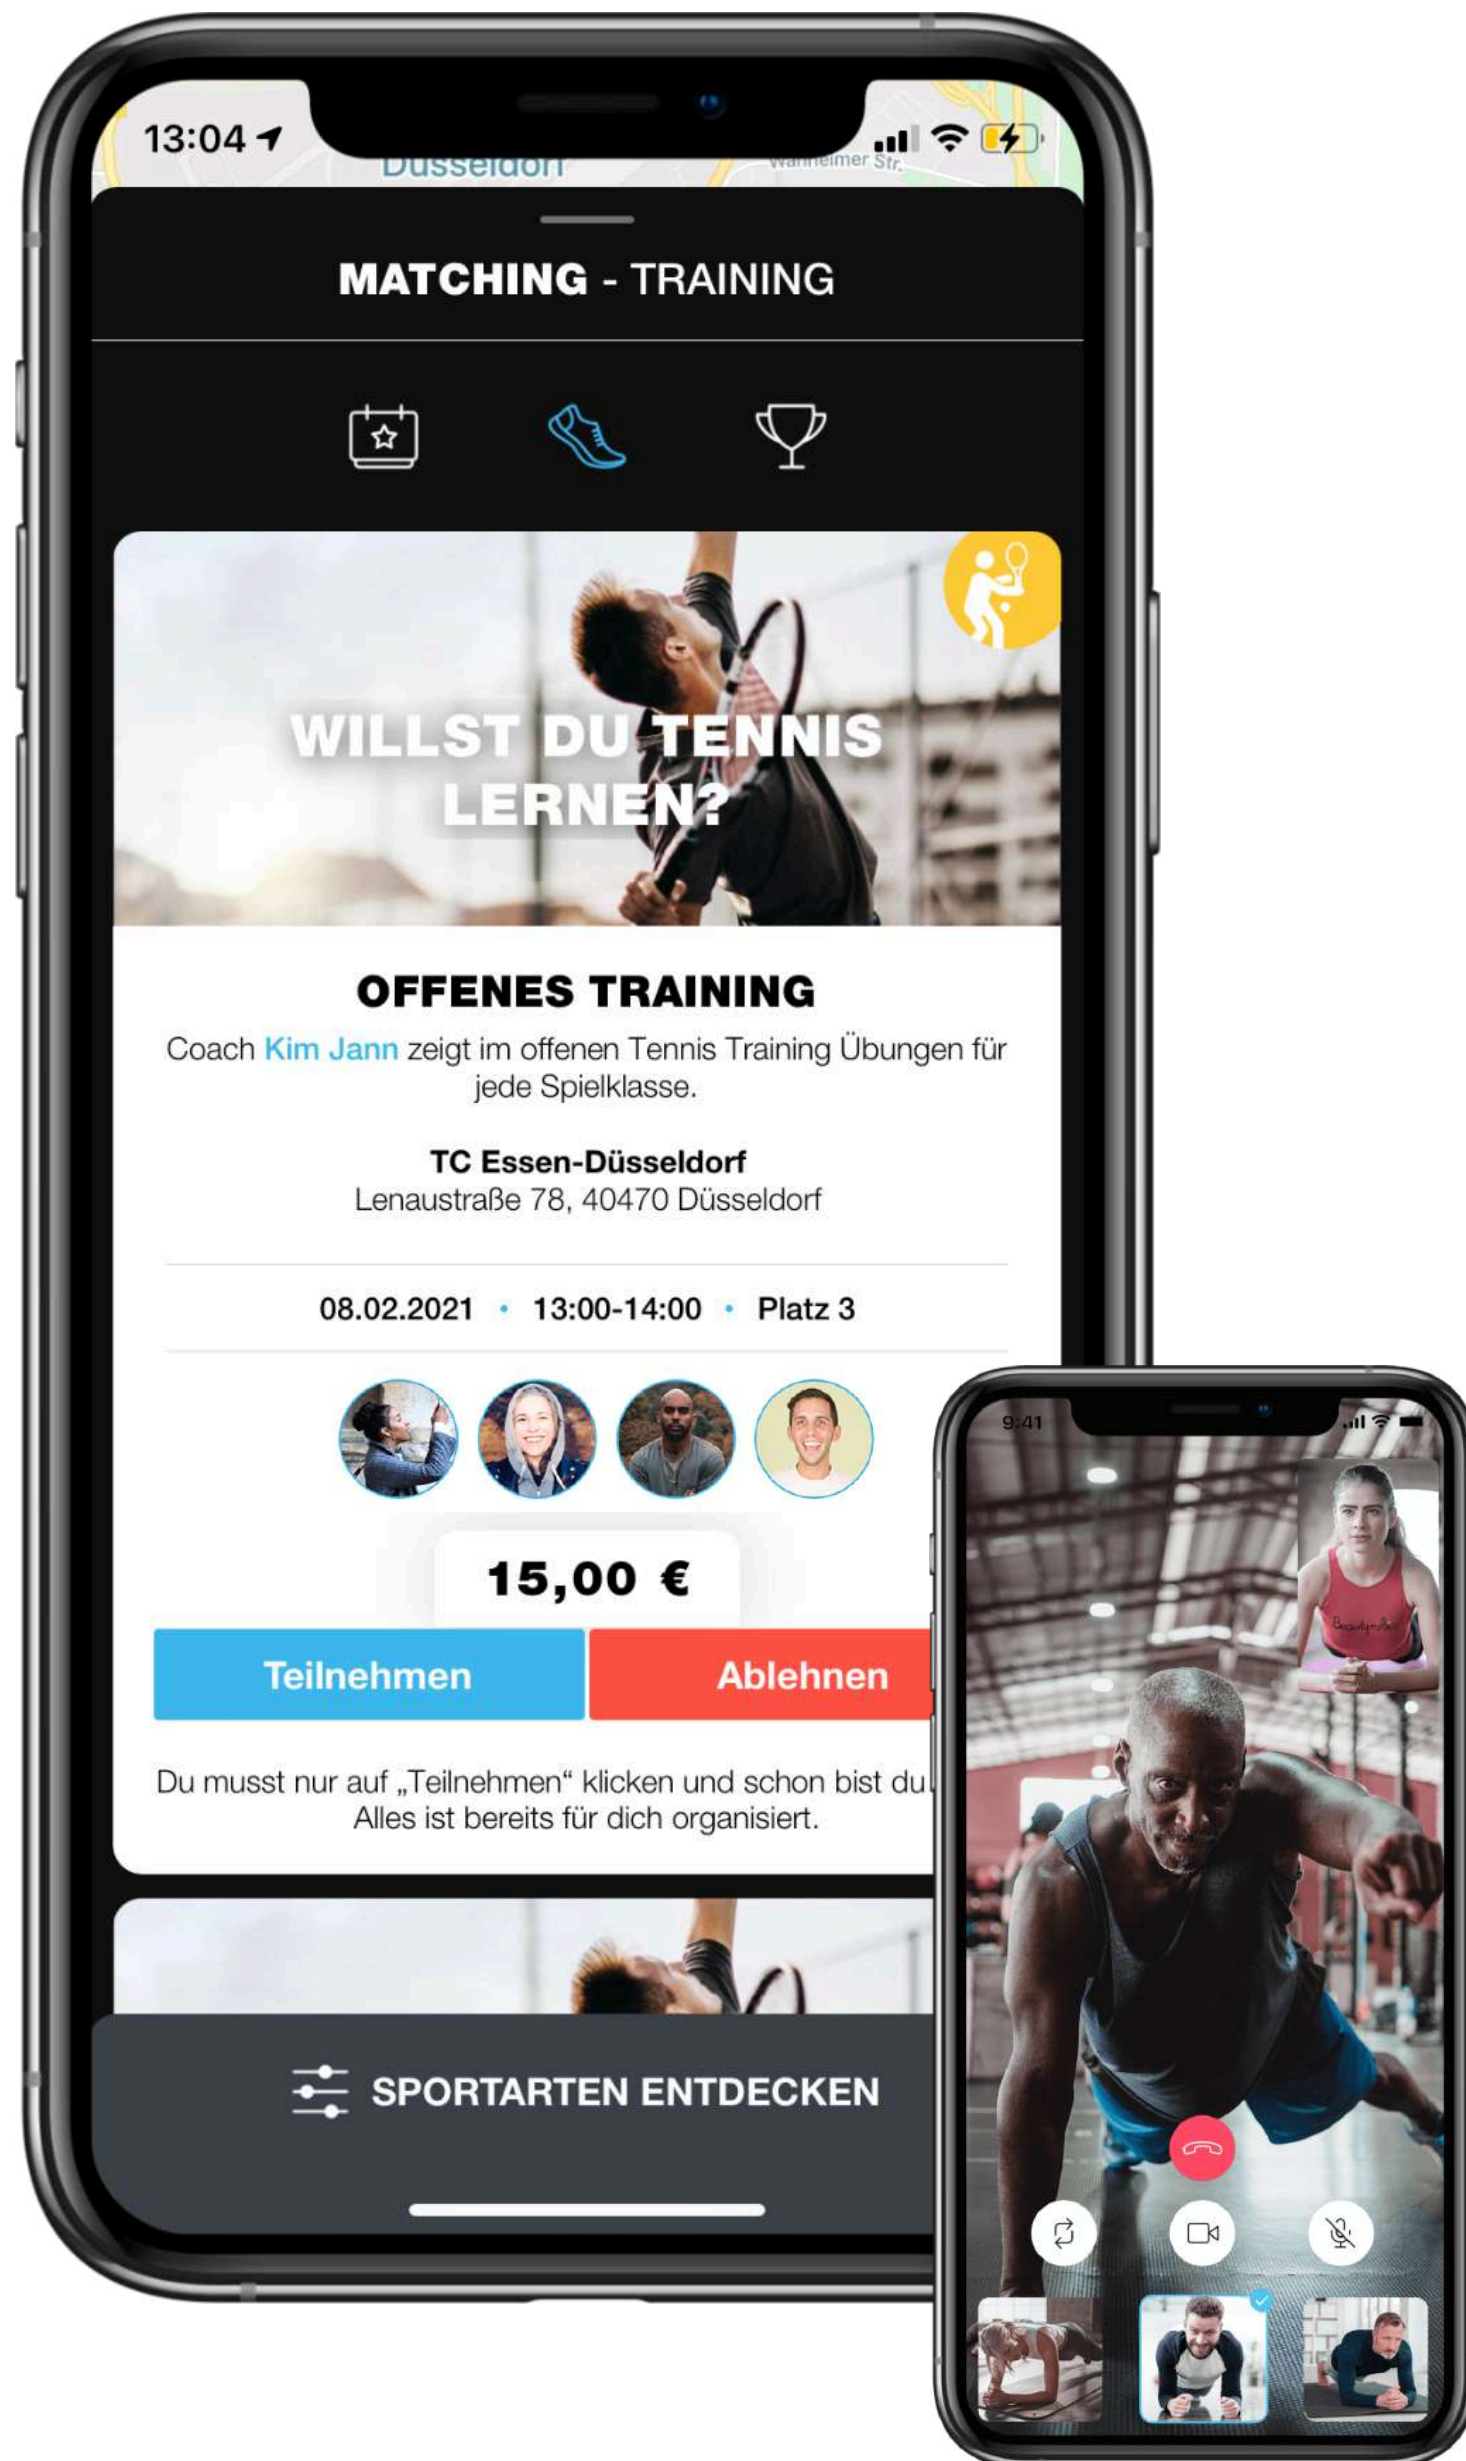 13:04
Düsseldorf
Wanheimer Str.
MATCHING - TRAINING
WILLST DU TENNIS
LERNEN?
OFFENES TRAINING
Coach Kim Jann zeigt im offenen Tennis Training Übungen für
jede Spielklasse.
TC Essen-Düsseldorf
Lenaustraße 78, 40470 Düsseldorf
08.02.2021 • 13:00-14:00 • Platz 3
15,00 €
Teilnehmen Ablehnen
Du musst nur auf „Teilnehmen“ klicken und schon bist du
Alles ist bereits für dich organisiert.
SPORTARTEN ENTDECKEN
9:41